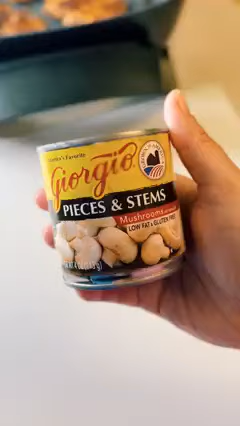 Giorgio
PIECES & STEMS
Mushrooms
LOW FAT & GLUTEN FREE